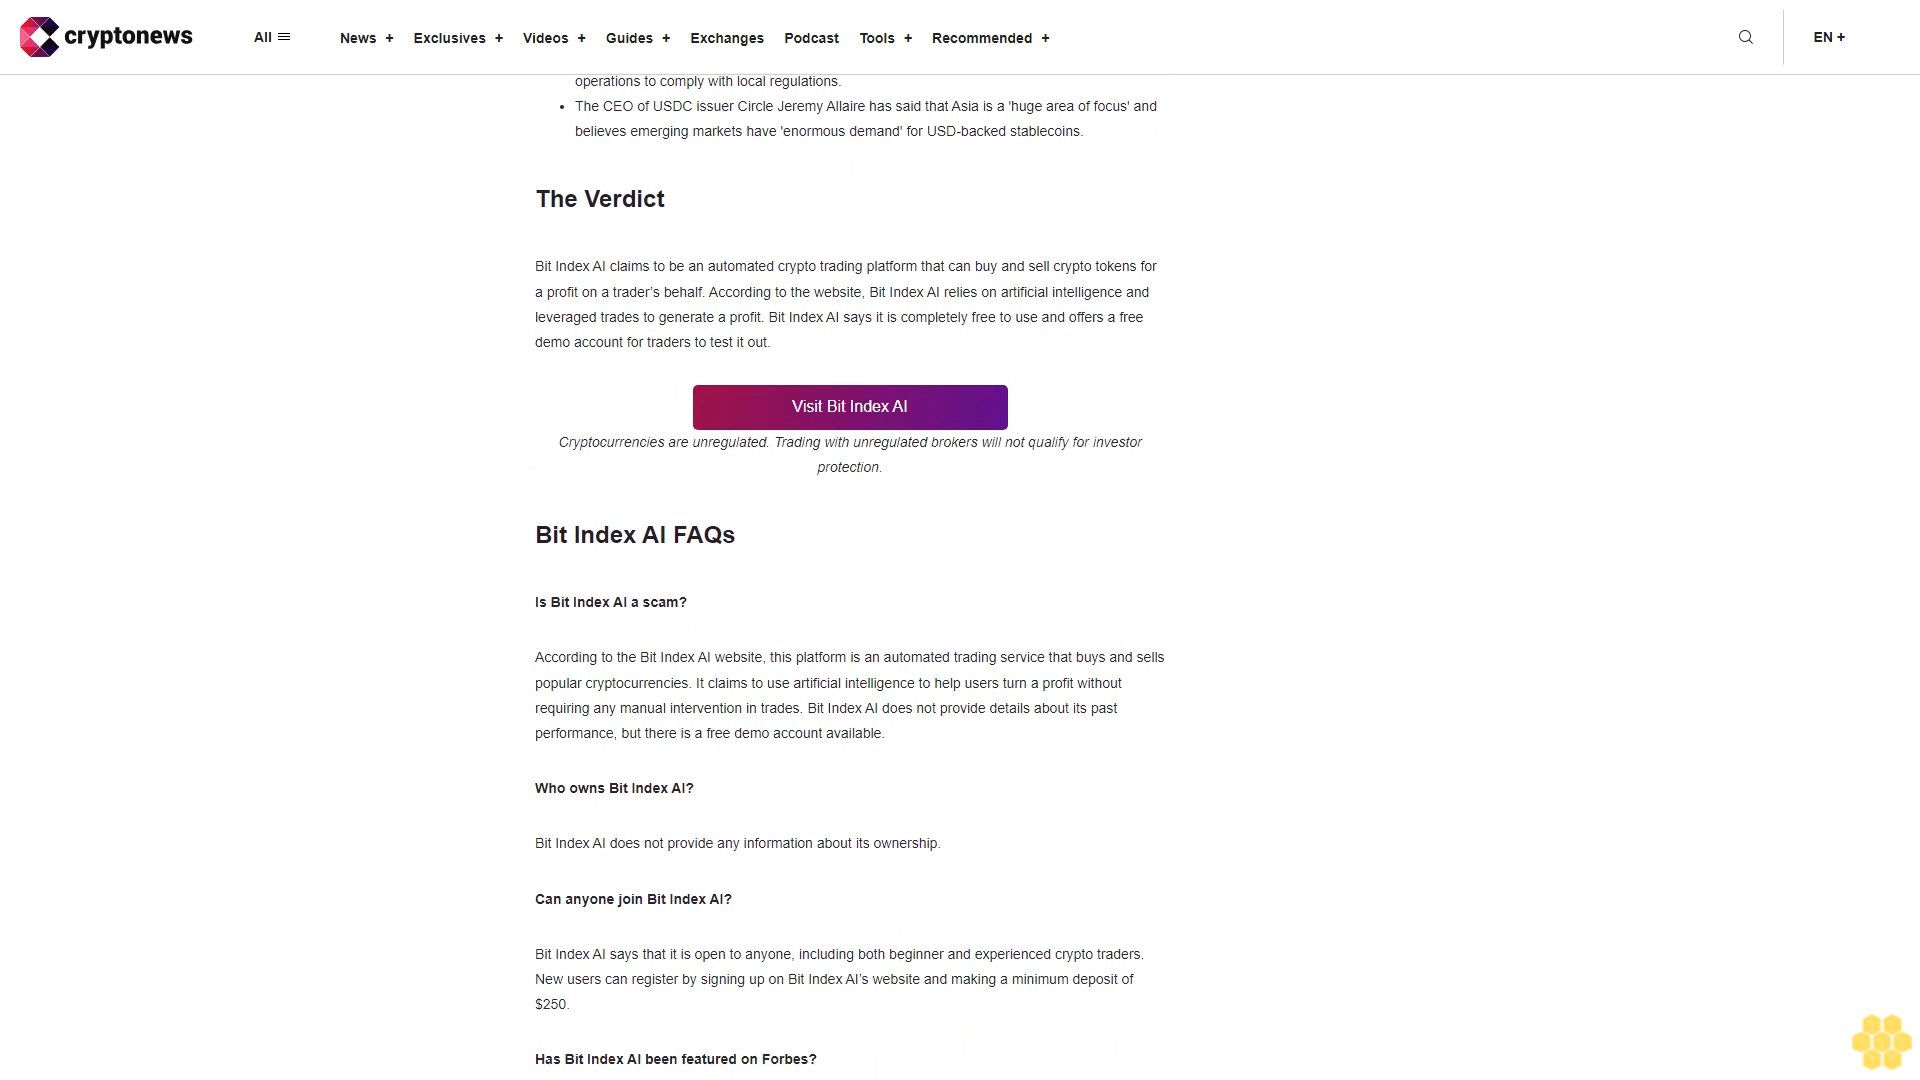 cryptonews
All
News +
Exclusives +
Videos +
Guides +
Exchanges
Podcast
Tools +
Recommended +
EN +
operations to comply with local regulations.
• The CEO of USDC issuer Circle Jeremy Allaire has said that Asia is a 'huge area of focus' and
believes emerging markets have 'enormous demand' for USD-backed stablecoins.
The Verdict
Bit Index AI claims to be an automated crypto trading platform that can buy and sell crypto tokens for
a profit on a trader’s behalf. According to the website, Bit Index AI relies on artificial intelligence and
leveraged trades to generate a profit. Bit Index AI says it is completely free to use and offers a free
demo account for traders to test it out.
Visit Bit Index AI
Cryptocurrencies are unregulated. Trading with unregulated brokers will not qualify for investor
protection.
Bit Index AI FAQs
Is Bit Index AI a scam?
According to the Bit Index AI website, this platform is an automated trading service that buys and sells
popular cryptocurrencies. It claims to use artificial intelligence to help users turn a profit without
requiring any manual intervention in trades. Bit Index AI does not provide details about its past
performance, but there is a free demo account available.
Who owns Bit Index AI?
Bit Index AI does not provide any information about its ownership.
Can anyone join Bit Index AI?
Bit Index AI says that it is open to anyone, including both beginner and experienced crypto traders.
New users can register by signing up on Bit Index AI’s website and making a minimum deposit of
$250.
Has Bit Index AI been featured on Forbes?